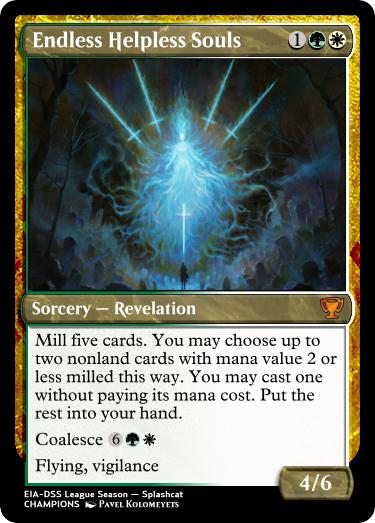 Endless Helpless Souls 1
Sorcery — Revelation
Mill five cards. You may choose up to
two nonland cards with mana value 2 or
less milled this way. You may cast one
without paying its mana cost. Put the
rest into your hand.
Coalesce 6
Flying, vigilance
4/6
EIA-DSS League Season — Splashcat
CHAMPIONS Pavel Kolomeyets